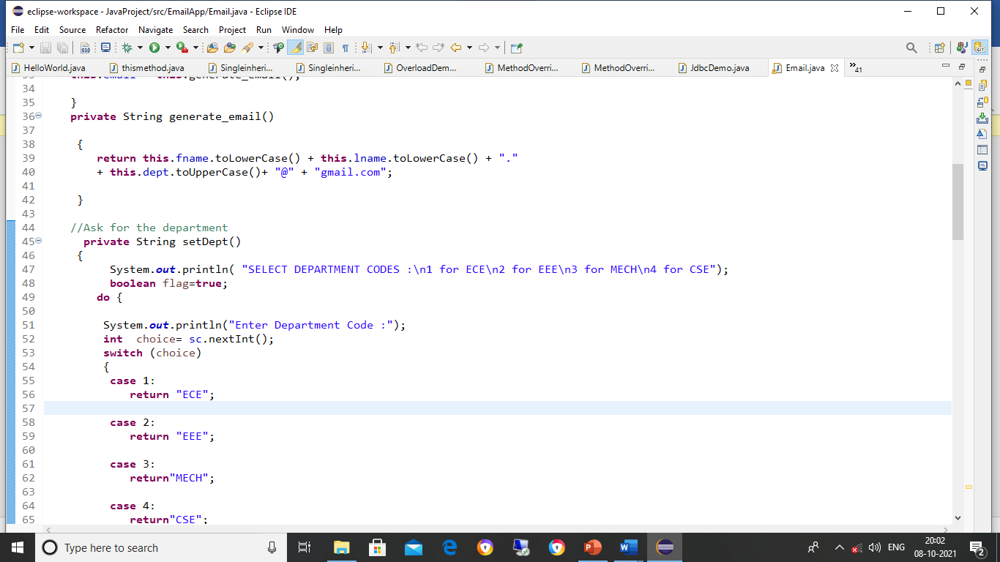 eclipse-workspace - JavaProject/src/EmailApp/Email.java - Eclipse IDE
File Edit Source Refactor Navigate Search Project Run Window Help
HelloWorld.java thismethod.java Singleinheri... Singleinheri... OverloadDem... MethodOverri... MethodOverri... JdbcDemo.java Email.java »41
33 this.email = this.generate_email();
34
35 }
36 private String generate_email()
37
38 {
39 return this.fname.toLowerCase() + this.lname.toLowerCase() + "."
40 + this.dept.toUpperCase()+ "@" + "gmail.com";
41
42 }
43
44 //Ask for the department
45 private String setDept()
46 {
47 System.out.println( "SELECT DEPARTMENT CODES :\n1 for ECE\n2 for EEE\n3 for MECH\n4 for CSE");
48 boolean flag=true;
49 do {
50
51 System.out.println("Enter Department Code :");
52 int choice= sc.nextInt();
53 switch (choice)
54 {
55 case 1:
56 return "ECE";
57
58 case 2:
59 return "EEE";
60
61 case 3:
62 return"MECH";
63
64 case 4:
65 return"CSE";
Type here to search
ENG
20:02
08-10-2021
2